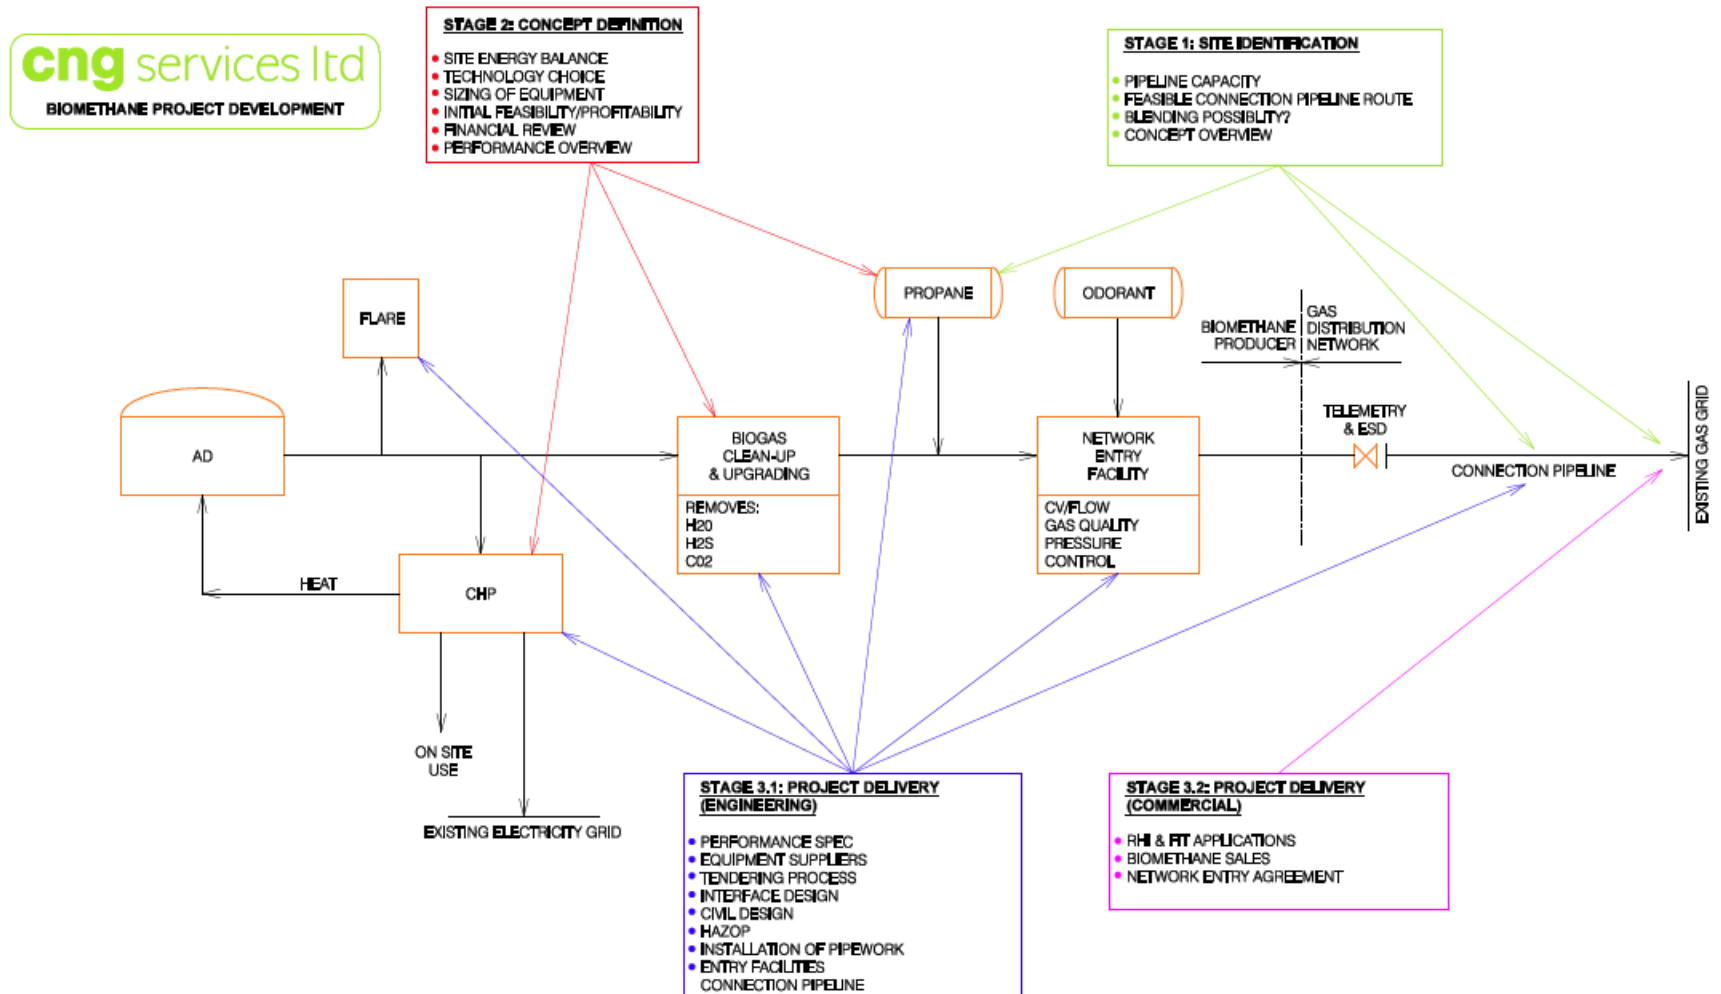 cng services ltd
BIOMETHANE PROJECT DEVELOPMENT
STAGE 2: CONCEPT DEFINITION
SITE ENERGY BALANCE
TECHNOLOGY CHOICE
SIZING OF EQUIPMENT
INITIAL FEASIBILITY/PROFITABILITY
FINANCIAL REVIEW
PERFORMANCE OVERVIEW
STAGE 1: SITE IDENTIFICATION
PIPELINE CAPACITY
FEASIBLE CONNECTION PIPELINE ROUTE
BLENDING POSSIBLITY?
CONCEPT OVERVIEW
FLARE
PROPANE
ODORANT
BIOMETHANE
PRODUCER
GAS
DISTRIBUTION
NETWORK
AD
BIOGAS
CLEAN-UP
& UPGRADING
REMOVES:
H20
H2S
C02
NETWORK
ENTRY
FACILITY
CV/FLOW
GAS QUALITY
PRESSURE
CONTROL
TELEMETRY
& ESD
CONNECTION PIPELINE
EXISTING GAS GRID
HEAT
CHP
ON SITE
USE
EXISTING ELECTRICITY GRID
STAGE 3.1: PROJECT DELIVERY
(ENGINEERING)
PERFORMANCE SPEC
EQUIPMENT SUPPLIERS
TENDERING PROCESS
INTERFACE DESIGN
CIVIL DESIGN
HAZOP
INSTALLATION OF PIPEWORK
ENTRY FACILITIES
CONNECTION PIPELINE
STAGE 3.2: PROJECT DELIVERY
(COMMERCIAL)
RHI & FIT APPLICATIONS
BIOMETHANE SALES
NETWORK ENTRY AGREEMENT